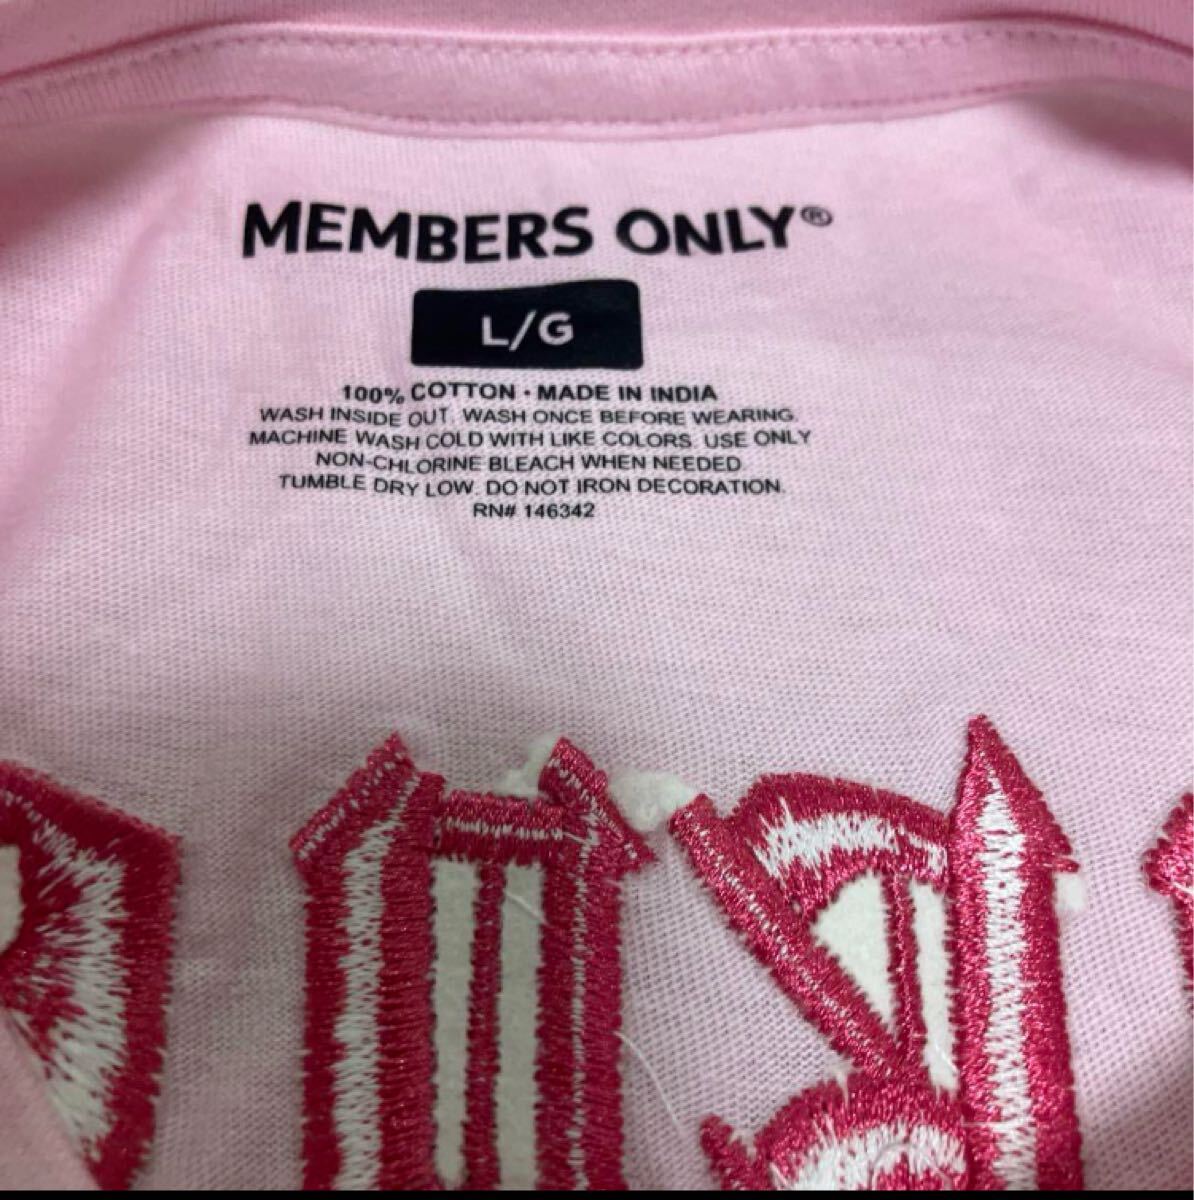 MEMBERS ONLY®
L/G
100% COTTON · MADE IN INDIA
WASH INSIDE OUT. WASH ONCE BEFORE WEARING.
MACHINE WASH COLD WITH LIKE COLORS. USE ONLY
NON-CHLORINE BLEACH WHEN NEEDED.
TUMBLE DRY LOW. DO NOT IRON DECORATION.
RN# 146342